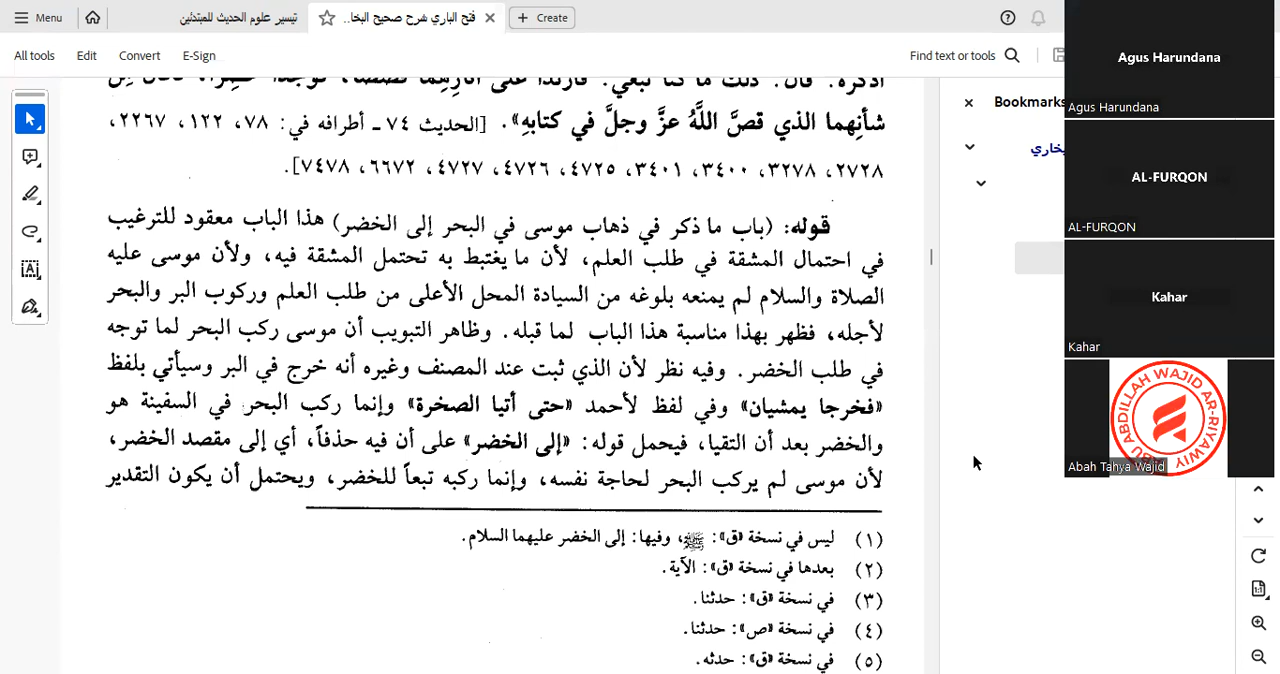 Menu
تيسير علوم الحديث للمبتدئين
فتح الباري شرح صحيح البخا..
Create
All tools
Edit
Convert
E-Sign
Find text or tools
شأنِهما الذي قصَّ اللَّهُ عزَّ وجلَّ في كتابهِ». [الحديث ٧٤ ـ أطرافه في: ٧٨، ١٢٢، ٢٢٦٧،
٢٧٢٨، ٣٢٧٨، ٣٤٠٠، ٣٤٠١، ٤٧٢٥، ٤٧٢٦، ٤٧٢٧، ٦٦٧٢، ٧٤٧٨].
قوله: (باب ما ذكر في ذهاب موسى في البحر إلى الخضر) هذا الباب معقود للترغيب
في احتمال المشقة في طلب العلم، لأن ما يغتبط به تحتمل المشقة فيه، ولأن موسى عليه
الصلاة والسلام لم يمنعه بلوغه من السيادة المحل الأعلى من طلب العلم وركوب البر والبحر
لأجله، فظهر بهذا مناسبة هذا الباب لما قبله. وظاهر التبويب أن موسى ركب البحر لما توجه
في طلب الخضر. وفيه نظر لأن الذي ثبت عند المصنف وغيره أنه خرج في البر وسيأتي بلفظ
«فخرجا يمشيان» وفي لفظ لأحمد «حتى أتيا الصخرة» وإنما ركب البحر في السفينة هو
والخضر بعد أن التقيا، فيحمل قوله: «إلى الخضر» على أن فيه حذفاً، أي إلى مقصد الخضر،
لأن موسى لم يركب البحر لحاجة نفسه، وإنما ركبه تبعاً للخضر، ويحتمل أن يكون التقدير
(١) ليس في نسخة «ق»: ﷺ، وفيها: إلى الخضر عليهما السلام.
(٢) بعدها في نسخة «ق»: الآية.
(٣) في نسخة «ق»: حدثنا.
(٤) في نسخة «ص»: حدثنا.
(٥) في نسخة «ق»: حدثه.
Bookmarks
Agus Harundana
Agus Harundana
AL-FURQON
AL-FURQON
Kahar
Kahar
ABU ABDILLAH WAJID AR-RIYAWIY
Abah Tahya Wajid